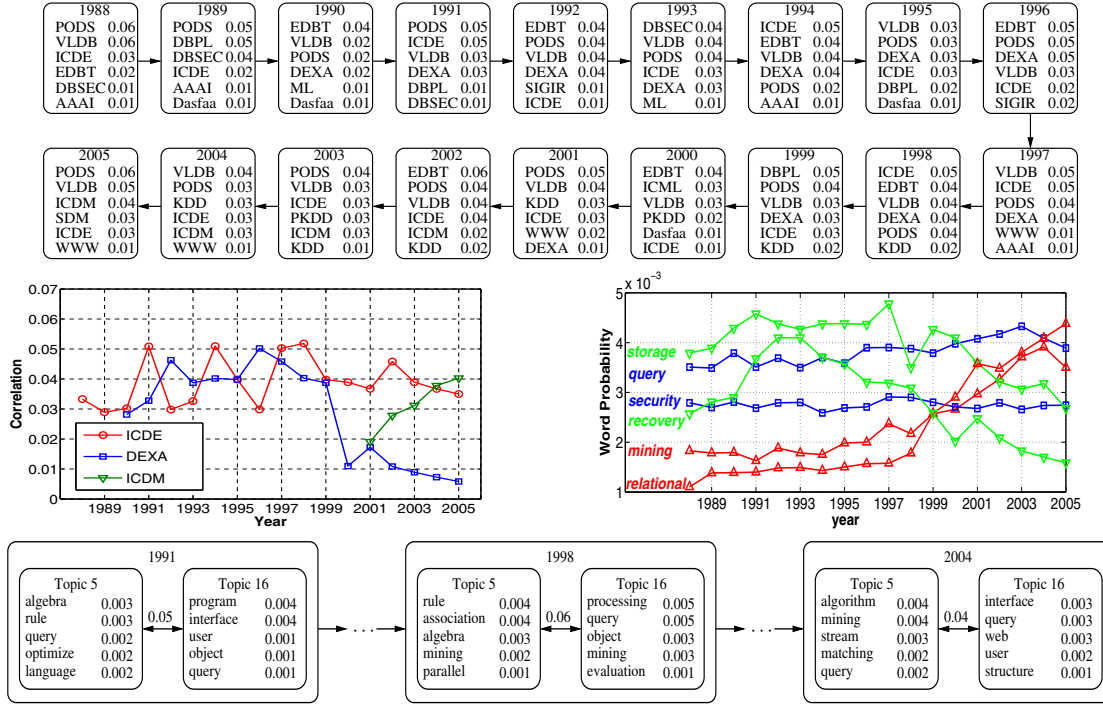 1988
PODS 0.06
VLDB 0.06
ICDE 0.03
EDBT 0.02
DBSEC 0.01
AAAI 0.01
1989
PODS 0.05
DBPL 0.05
DBSEC 0.04
ICDE 0.02
AAAI 0.01
Dasfaa 0.01
1990
EDBT 0.04
VLDB 0.02
PODS 0.02
DEXA 0.02
ML 0.01
Dasfaa 0.01
1991
PODS 0.05
ICDE 0.05
VLDB 0.03
DEXA 0.03
DBPL 0.01
DBSEC 0.01
1992
EDBT 0.04
PODS 0.04
VLDB 0.04
DEXA 0.04
SIGIR 0.01
ICDE 0.01
1993
DBSEC 0.04
VLDB 0.04
PODS 0.04
ICDE 0.03
DEXA 0.03
ML 0.01
1994
ICDE 0.05
EDBT 0.04
VLDB 0.04
DEXA 0.04
PODS 0.02
AAAI 0.01
1995
VLDB 0.03
PODS 0.03
DEXA 0.03
ICDE 0.03
DBPL 0.02
Dasfaa 0.01
1996
EDBT 0.05
PODS 0.05
DEXA 0.05
VLDB 0.03
ICDE 0.02
SIGIR 0.02
2005
PODS 0.06
VLDB 0.05
ICDM 0.04
SDM 0.03
ICDE 0.03
WWW 0.01
2004
VLDB 0.04
PODS 0.03
KDD 0.03
ICDE 0.03
ICDM 0.03
WWW 0.01
2003
PODS 0.04
VLDB 0.03
ICDE 0.03
PKDD 0.03
ICDM 0.03
KDD 0.01
2002
EDBT 0.06
PODS 0.04
VLDB 0.04
ICDE 0.04
ICDM 0.02
KDD 0.02
2001
PODS 0.05
VLDB 0.04
KDD 0.03
ICDE 0.03
WWW 0.02
DEXA 0.01
2000
EDBT 0.04
ICML 0.03
VLDB 0.03
PKDD 0.02
Dasfaa 0.01
ICDE 0.01
1999
DBPL 0.05
PODS 0.04
VLDB 0.04
DEXA 0.03
ICDE 0.03
KDD 0.02
1998
ICDE 0.05
EDBT 0.04
VLDB 0.04
DEXA 0.04
PODS 0.04
KDD 0.02
1997
VLDB 0.05
ICDE 0.05
PODS 0.04
DEXA 0.04
WWW 0.01
AAAI 0.01
0.07
0.06
0.05
0.04
0.03
0.02
0.01
0
Correlation
ICDE
DEXA
ICDM
1989 1991 1993 1995 1997 1999 2001 2003 2005
Year
x 10⁻³
5
4
3
2
1
Word Probability
storage
query
security
recovery
mining
relational
1989 1991 1993 1995 1997 1999 2001 2003 2005
year
1991
Topic 5
algebra 0.003
rule 0.003
query 0.002
optimize 0.002
language 0.002
0.05
Topic 16
program 0.004
interface 0.004
user 0.001
object 0.001
query 0.001
...
1998
Topic 5
rule 0.004
association 0.004
algebra 0.003
mining 0.002
parallel 0.001
0.06
Topic 16
processing 0.005
query 0.005
object 0.003
mining 0.003
evaluation 0.001
...
2004
Topic 5
algorithm 0.004
mining 0.004
stream 0.003
matching 0.002
query 0.002
0.04
Topic 16
interface 0.003
query 0.003
web 0.003
user 0.002
structure 0.001